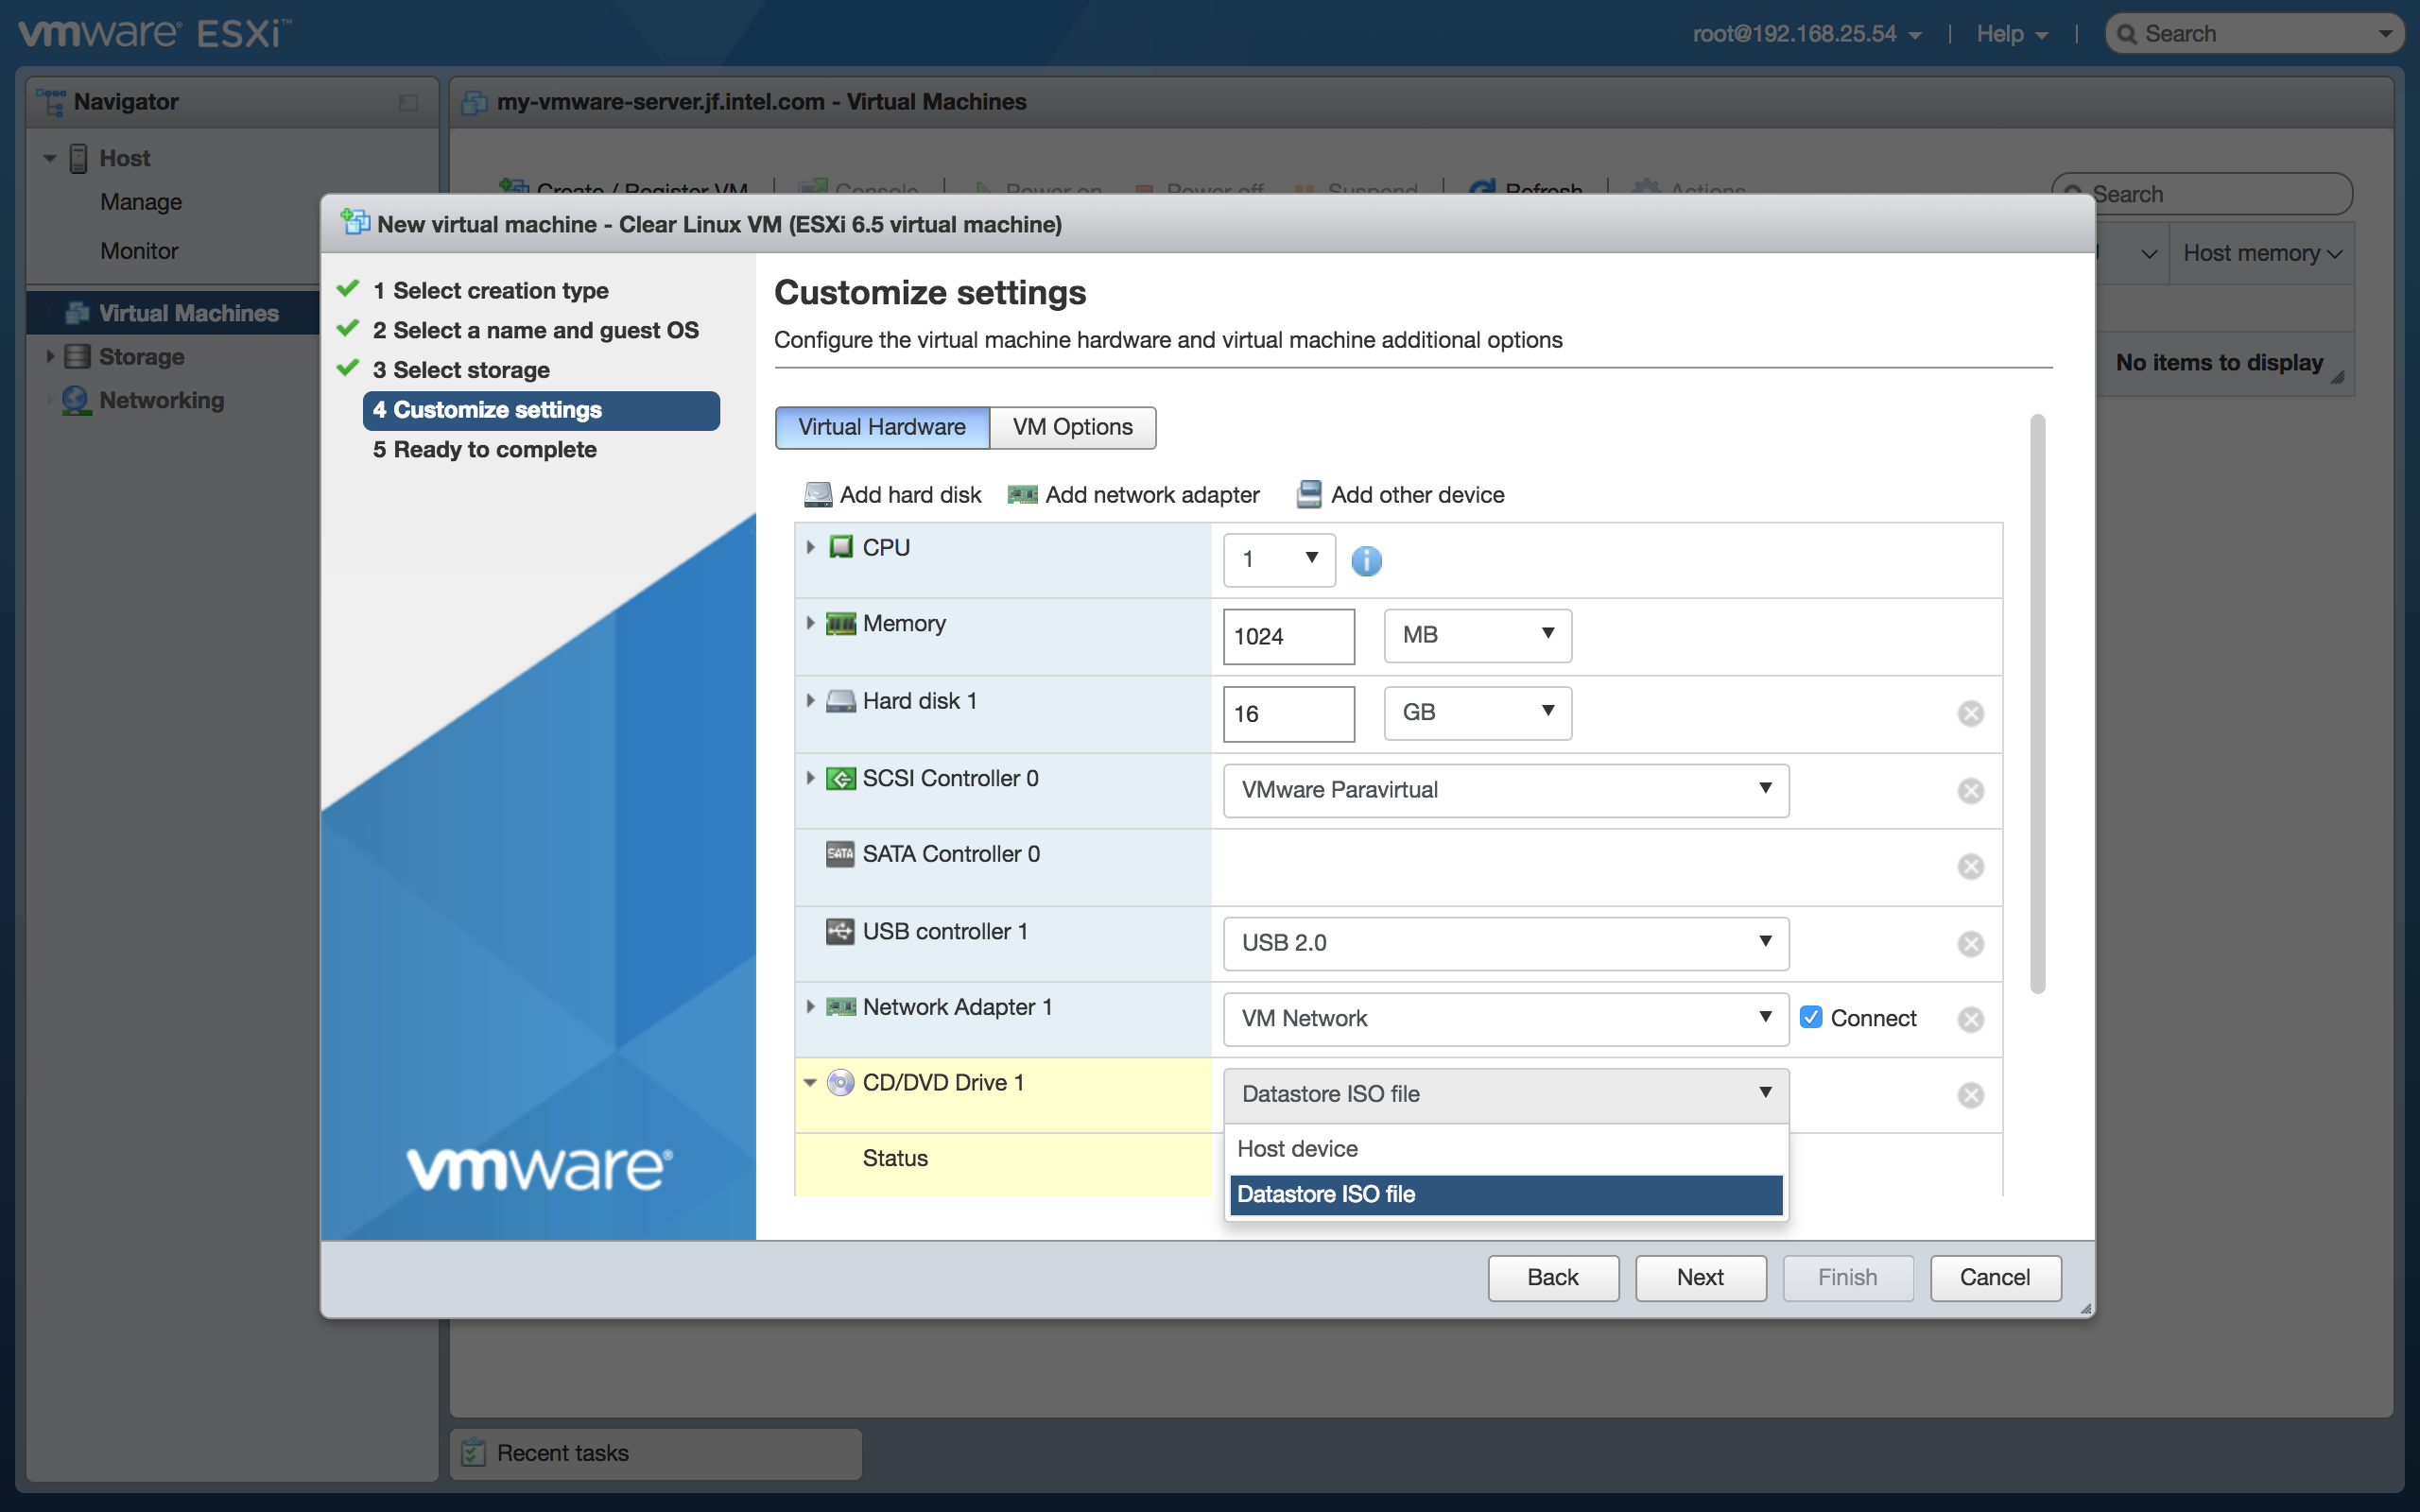 vmware® ESXi™
root@192.168.25.54 | Help | Search
Navigator
Host
Manage
Monitor
Virtual Machines
Storage
Networking
my-vmware-server.jf.intel.com - Virtual Machines
Create / Register VM | Console | Power on Power off Suspend | Refresh | Actions
Search
Host memory
No items to display
New virtual machine - Clear Linux VM (ESXi 6.5 virtual machine)
1 Select creation type
2 Select a name and guest OS
3 Select storage
4 Customize settings
5 Ready to complete
vmware®
Customize settings
Configure the virtual machine hardware and virtual machine additional options
Virtual Hardware VM Options
Add hard disk Add network adapter Add other device
CPU 1
Memory 1024 MB
Hard disk 1 16 GB
SCSI Controller 0 VMware Paravirtual
SATA SATA Controller 0
USB controller 1 USB 2.0
Network Adapter 1 VM Network Connect
CD/DVD Drive 1 Datastore ISO file
Host device
Status
Datastore ISO file
Back Next Finish Cancel
Recent tasks